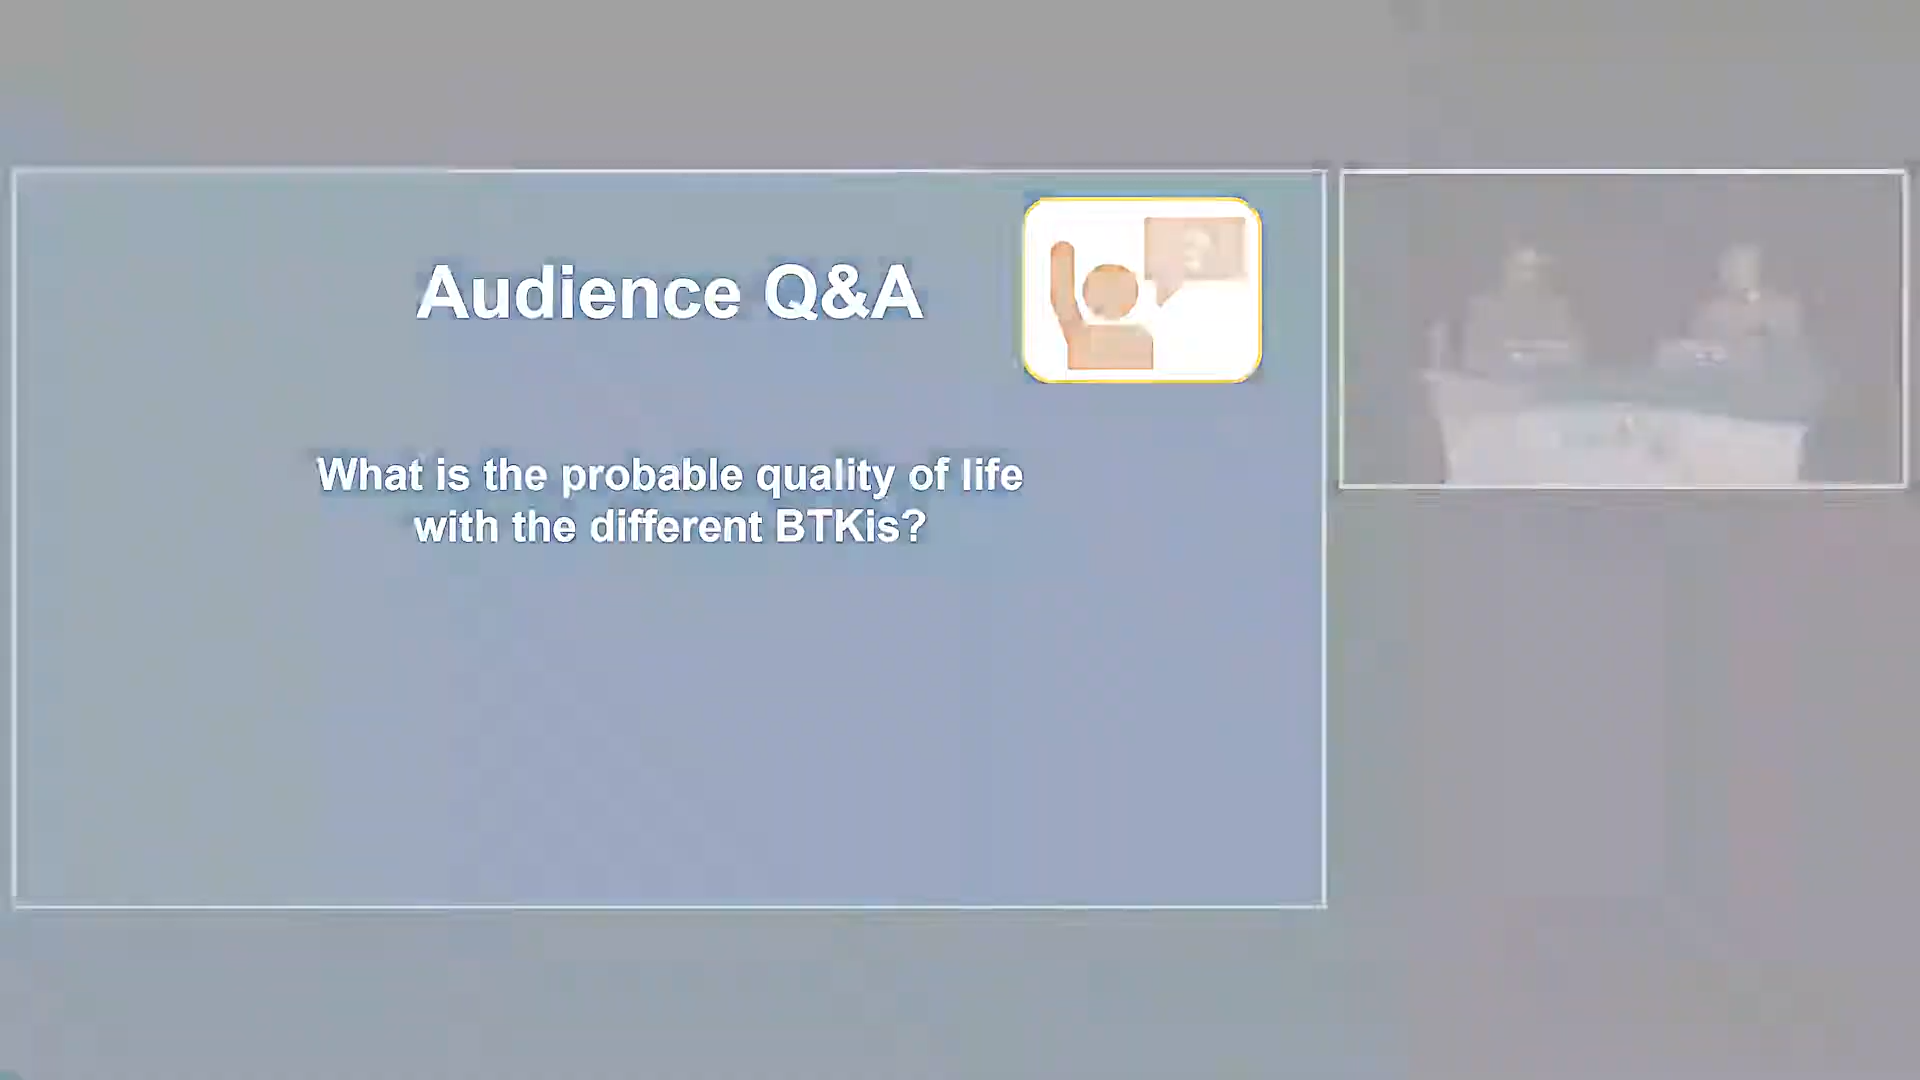 Audience Q&A
What is the probable quality of life
with the different BTKis?